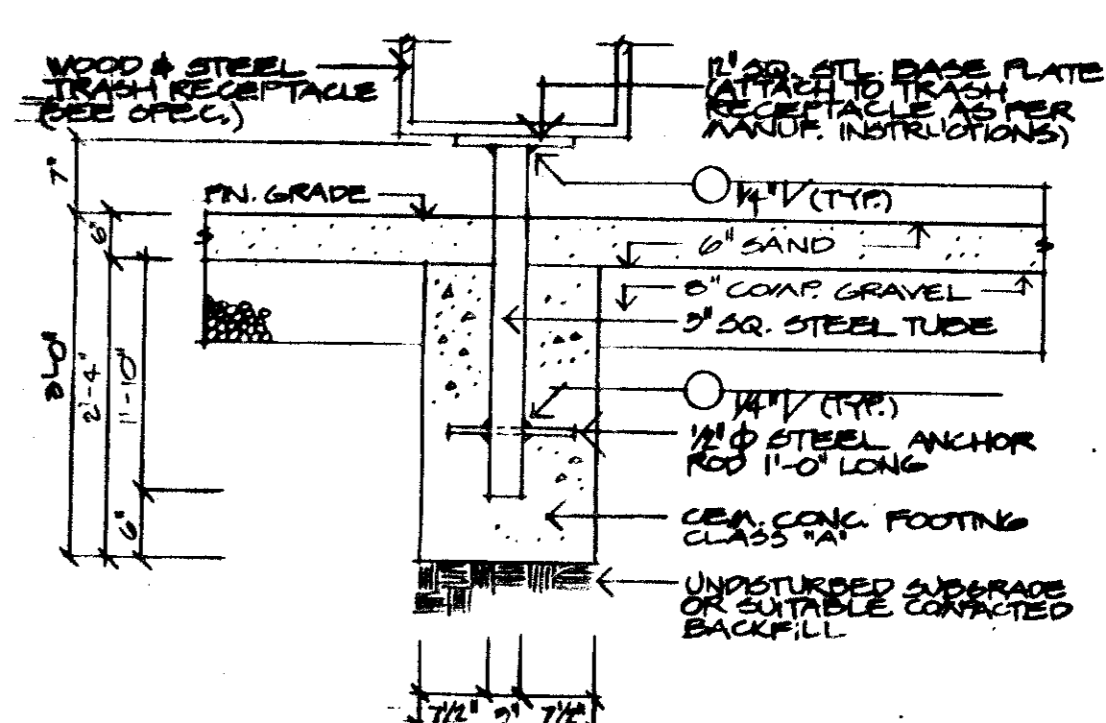 WOOD & STEEL
TRASH RECEPTACLE
(SEE SPEC.)
12" SQ. STL. BASE PLATE
(ATTACH TO TRASH
RECEPTACLE AS PER
MANUF. INSTRUCTIONS)
7"
FIN. GRADE
1/4" V (TYP.)
6"
6" SAND
8" COMP. GRAVEL
3" SQ. STEEL TUBE
2'-4"
1'-10"
1/4" V (TYP.)
1/2" Φ STEEL ANCHOR
ROD 1'-0" LONG
6"
CEM. CONC. FOOTING
CLASS "A"
UNDISTURBED SUBGRADE
OR SUITABLE COMPACTED
BACKFILL
7 1/2" 3" 7 1/2"